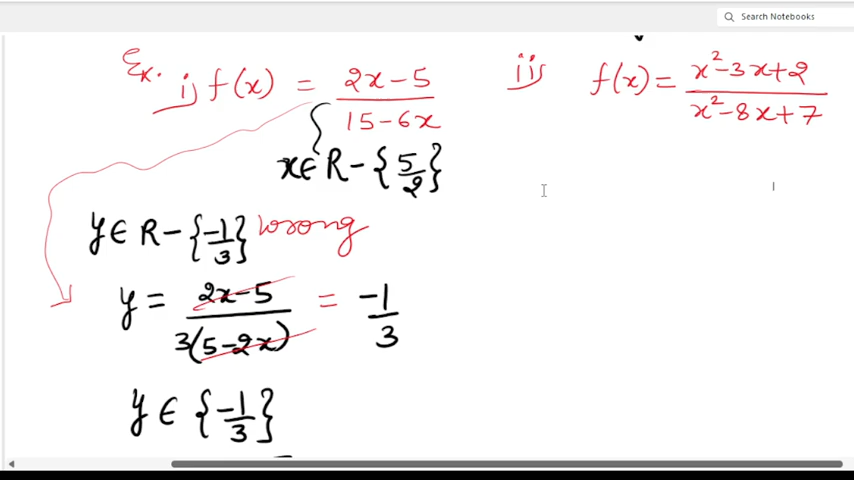 Search Notebooks
Ex. i) f(x) = (2x-5)/(15-6x)
ii) f(x) = (x²-3x+2)/(x²-8x+7)
x ∈ R - {5/2}
y ∈ R - {-1/3} wrong
y = (2x-5)/(3(5-2x)) = -1/3
y ∈ {-1/3}